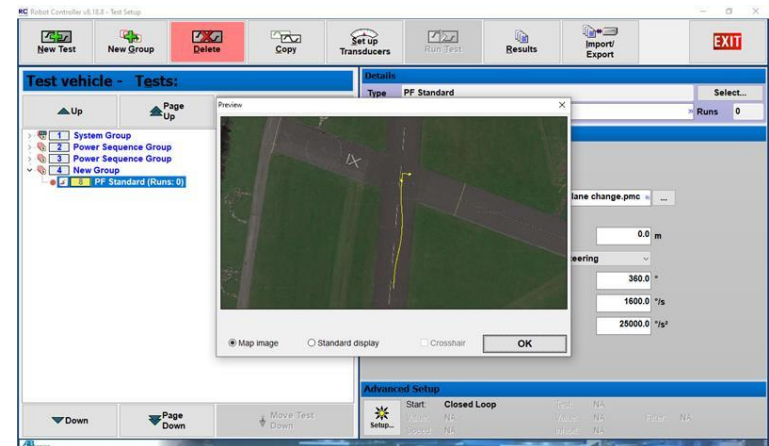 RC Robot Controller v8.18.8 - Test Setup
New Test
New Group
Delete
Copy
Set up Transducers
Run Test
Results
Import/ Export
EXIT
Test vehicle - Tests:
Up
Page Up
1 System Group
2 Power Sequence Group
3 Power Sequence Group
4 New Group
8 PF Standard (Runs: 0)
Down
Page Down
Move Test Down
Details
Type PF Standard Select...
Runs 0
Preview
Map image
Standard display
Crosshair
OK
lane change.pmc ...
0.0 m
teering
360.0 °
1600.0 °/s
25000.0 °/s²
Advanced Setup
Setup...
Start: Closed Loop
NA
NA
NA
NA
NA
NA